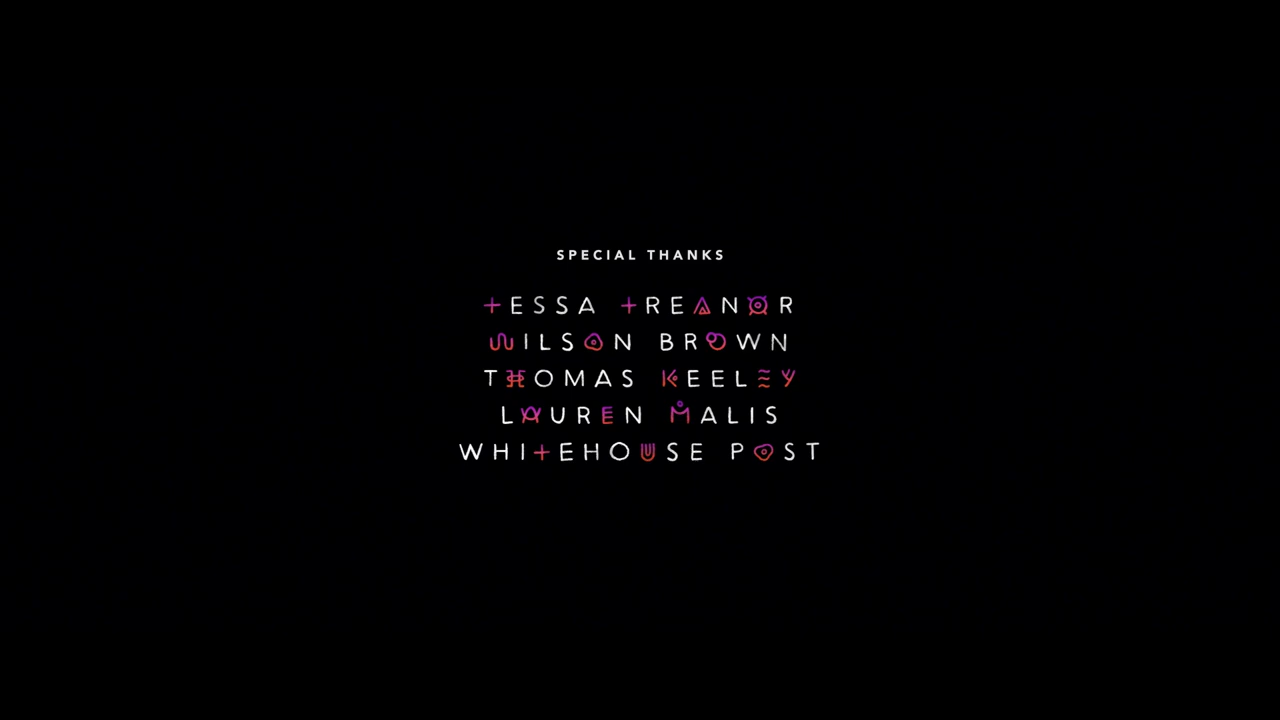 SPECIAL THANKS
TESSA TREANOR
WILSON BROWN
THOMAS KEELEY
LAUREN MALIS
WHITEHOUSE POST